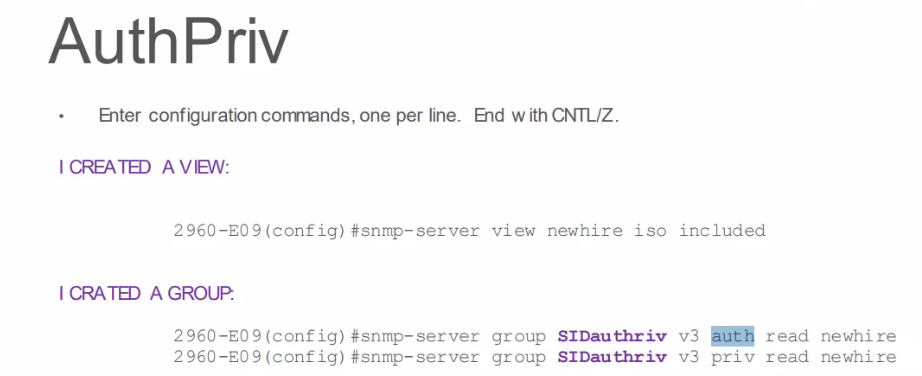 AuthPriv
• Enter configuration commands, one per line. End with CNTL/Z.
I CREATED A VIEW:
2960-E09(config)#snmp-server view newhire iso included
I CRATED A GROUP:
2960-E09(config)#snmp-server group SIDauthriv v3 auth read newhire
2960-E09(config)#snmp-server group SIDauthriv v3 priv read newhire